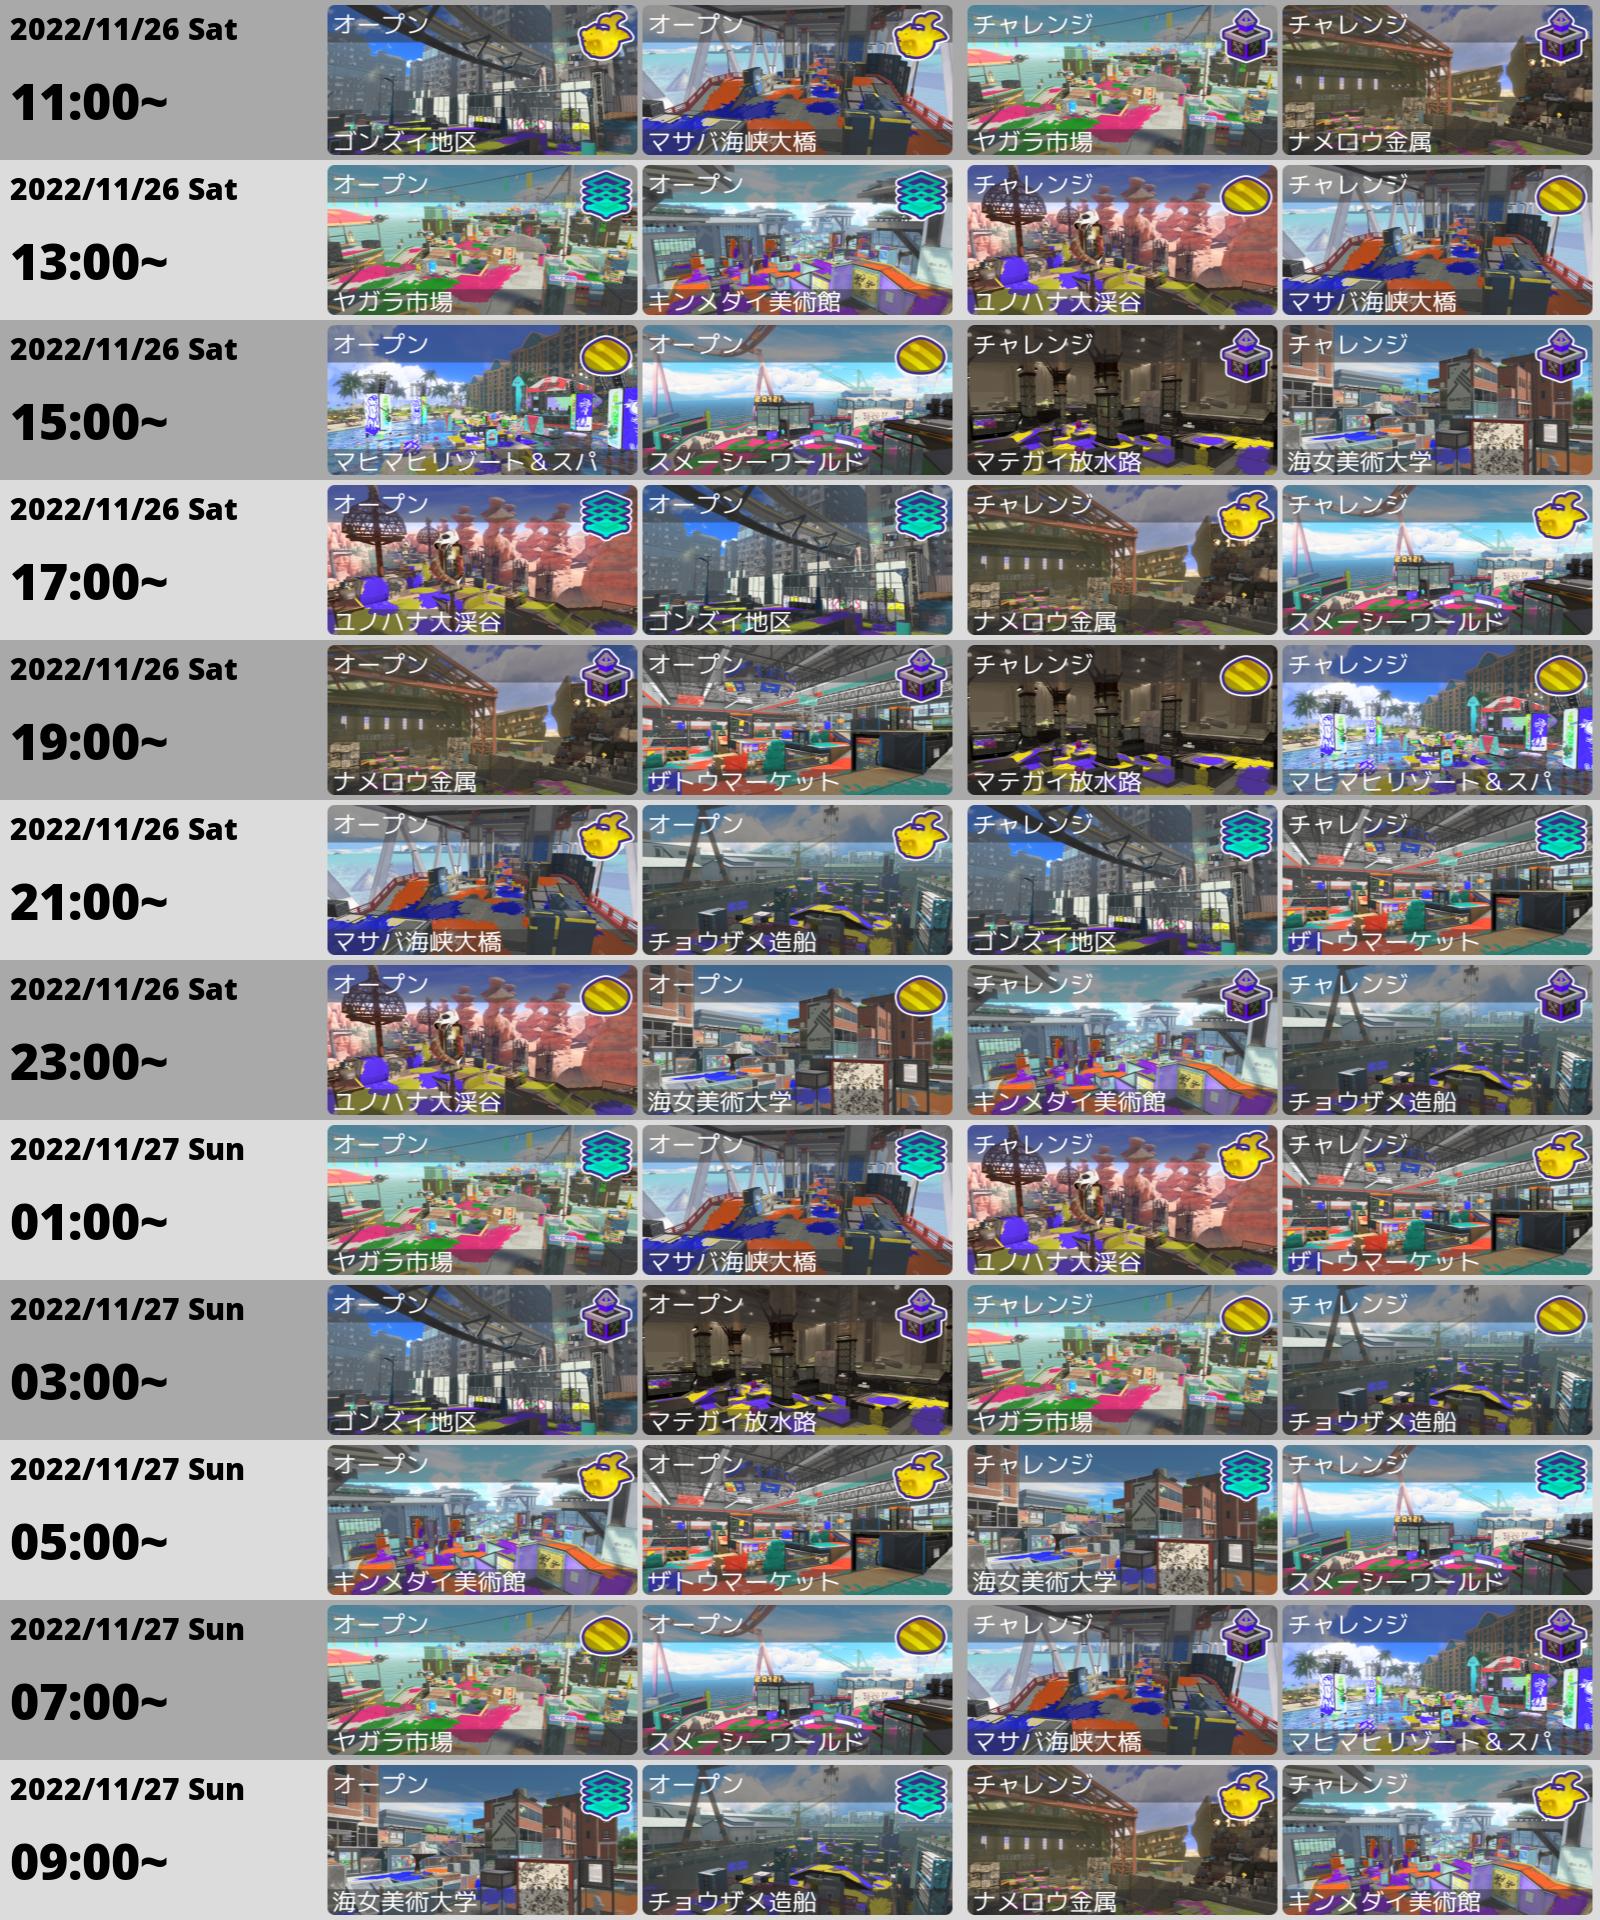 2022/11/26 Sat
11:00~
オープン
ゴンズイ地区
オープン
マサバ海峡大橋
チャレンジ
ヤガラ市場
チャレンジ
ナメロウ金属
2022/11/26 Sat
13:00~
オープン
ヤガラ市場
オープン
キンメダイ美術館
チャレンジ
ユノハナ大渓谷
チャレンジ
マサバ海峡大橋
2022/11/26 Sat
15:00~
オープン
マヒマヒリゾート&スパ
オープン
スメーシーワールド
チャレンジ
マテガイ放水路
チャレンジ
海女美術大学
2022/11/26 Sat
17:00~
オープン
ユノハナ大渓谷
オープン
ゴンズイ地区
チャレンジ
ナメロウ金属
チャレンジ
スメーシーワールド
2022/11/26 Sat
19:00~
オープン
ナメロウ金属
オープン
ザトウマーケット
チャレンジ
マテガイ放水路
チャレンジ
マヒマヒリゾート&スパ
2022/11/26 Sat
21:00~
オープン
マサバ海峡大橋
オープン
チョウザメ造船
チャレンジ
ゴンズイ地区
チャレンジ
ザトウマーケット
2022/11/26 Sat
23:00~
オープン
ユノハナ大渓谷
オープン
海女美術大学
チャレンジ
キンメダイ美術館
チャレンジ
チョウザメ造船
2022/11/27 Sun
01:00~
オープン
ヤガラ市場
オープン
マサバ海峡大橋
チャレンジ
ユノハナ大渓谷
チャレンジ
ザトウマーケット
2022/11/27 Sun
03:00~
オープン
ゴンズイ地区
オープン
マテガイ放水路
チャレンジ
ヤガラ市場
チャレンジ
チョウザメ造船
2022/11/27 Sun
05:00~
オープン
キンメダイ美術館
オープン
ザトウマーケット
チャレンジ
海女美術大学
チャレンジ
スメーシーワールド
2022/11/27 Sun
07:00~
オープン
ヤガラ市場
オープン
スメーシーワールド
チャレンジ
マサバ海峡大橋
チャレンジ
マヒマヒリゾート&スパ
2022/11/27 Sun
09:00~
オープン
海女美術大学
オープン
チョウザメ造船
チャレンジ
ナメロウ金属
チャレンジ
キンメダイ美術館